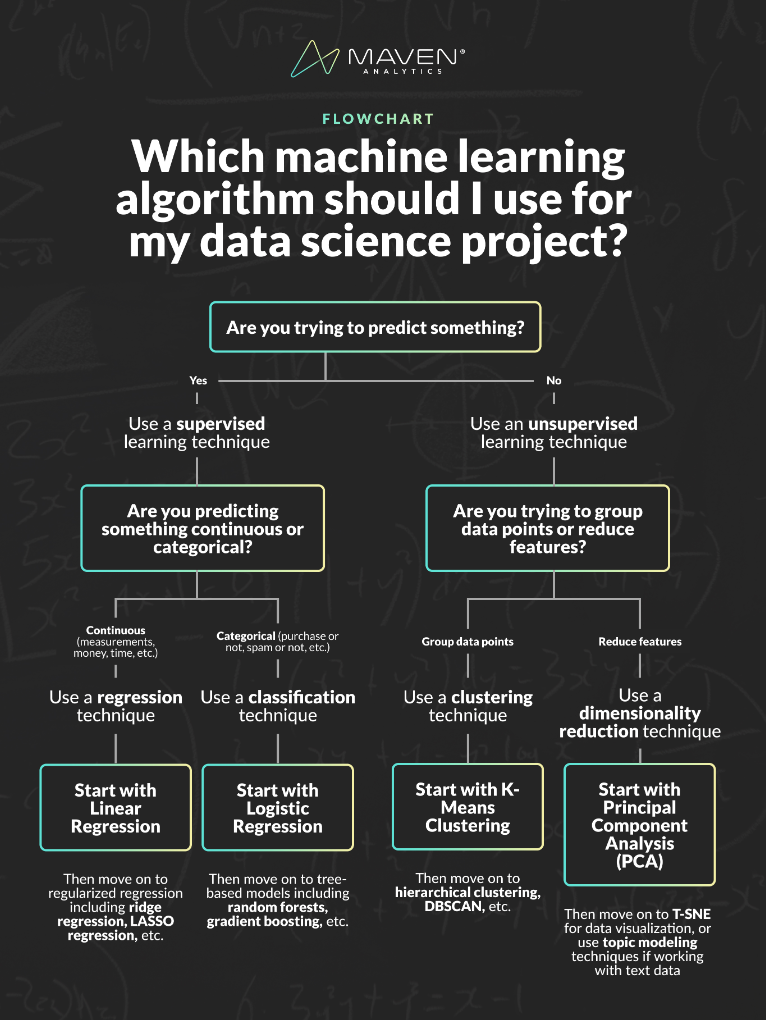 MAVEN®
ANALYTICS
FLOWCHART
Which machine learning
algorithm should I use for
my data science project?
Are you trying to predict something?
Yes
No
Use a supervised
learning technique
Use an unsupervised
learning technique
Are you predicting
something continuous or
categorical?
Are you trying to group
data points or reduce
features?
Continuous
(measurements,
money, time, etc.)
Categorical (purchase or
not, spam or not, etc.)
Group data points
Reduce features
Use a regression
technique
Use a classification
technique
Use a clustering
technique
Use a
dimensionality
reduction technique
Start with
Linear
Regression
Start with
Logistic
Regression
Start with K-
Means
Clustering
Start with
Principal
Component
Analysis
(PCA)
Then move on to
regularized regression
including ridge
regression, LASSO
regression, etc.
Then move on to tree-
based models including
random forests,
gradient boosting, etc.
Then move on to
hierarchical clustering,
DBSCAN, etc.
Then move on to T-SNE
for data visualization, or
use topic modeling
techniques if working
with text data